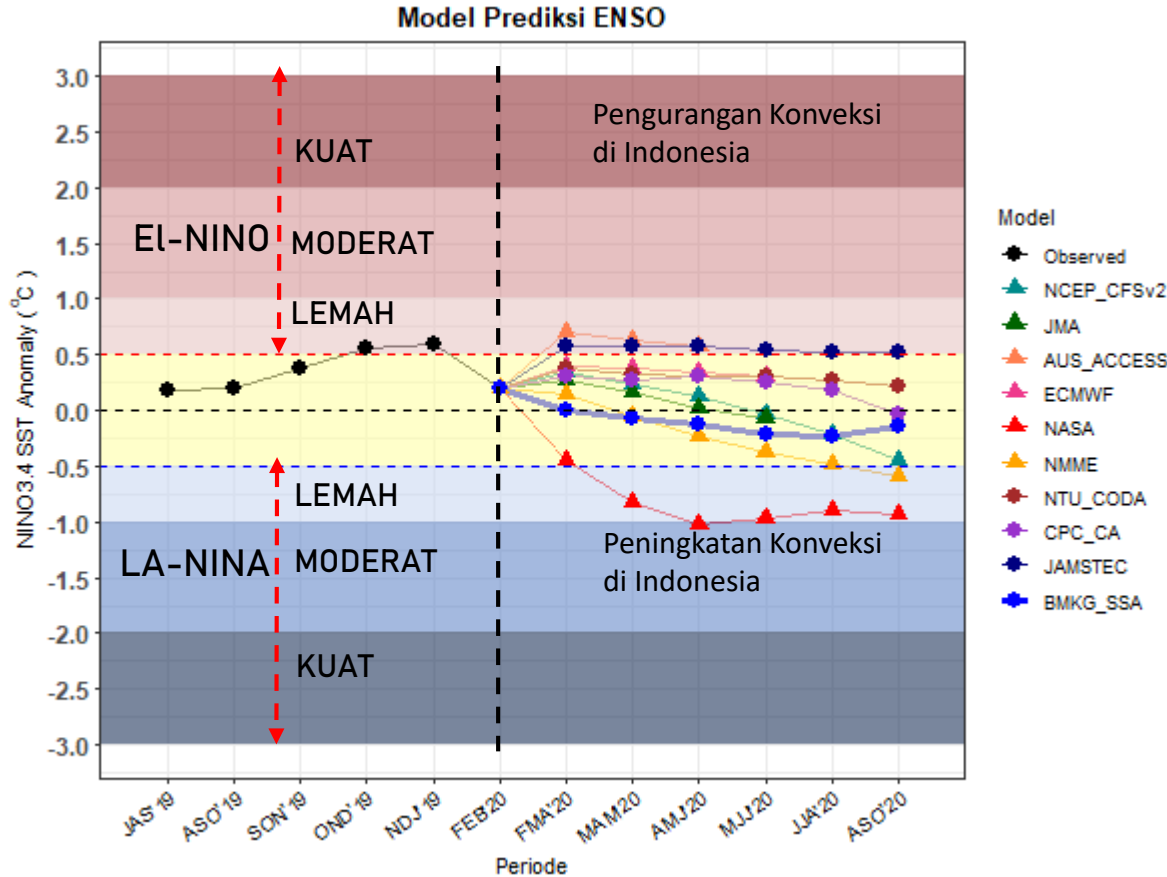 Model Prediksi ENSO
NINO3.4 SST Anomaly (°C )
3.0
2.5
2.0
1.5
1.0
0.5
0.0
-0.5
-1.0
-1.5
-2.0
-2.5
-3.0
KUAT
El-NINO
MODERAT
LEMAH
Pengurangan Konveksi
di Indonesia
LEMAH
LA-NINA
MODERAT
KUAT
Peningkatan Konveksi
di Indonesia
JAS'19
ASO'19
SON'19
OND'19
NDJ'19
FEB'20
FMA'20
MAM'20
AMJ'20
MJJ'20
JJA'20
ASO'20
Periode
Model
Observed
NCEP_CFSv2
JMA
AUS_ACCESS
ECMWF
NASA
NMME
NTU_CODA
CPC_CA
JAMSTEC
BMKG_SSA